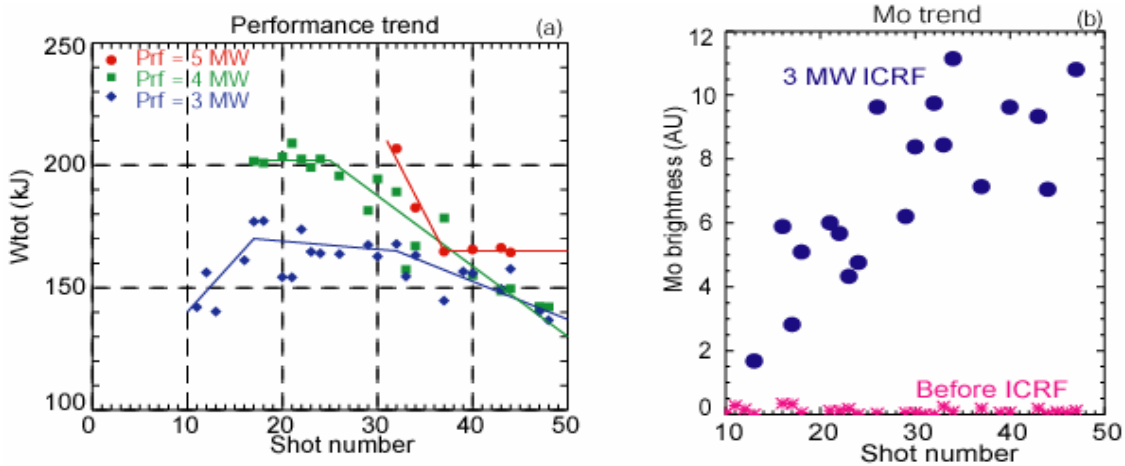 Performance trend
(a)
250
Prf = 5 MW
Prf = 4 MW
Prf = 3 MW
200
150
100
Wtot (kJ)
0
10
20
30
40
50
Shot number
Mo trend
(b)
12
10
8
6
4
2
0
Mo brightness (AU)
3 MW ICRF
Before ICRF
10
20
30
40
50
Shot number